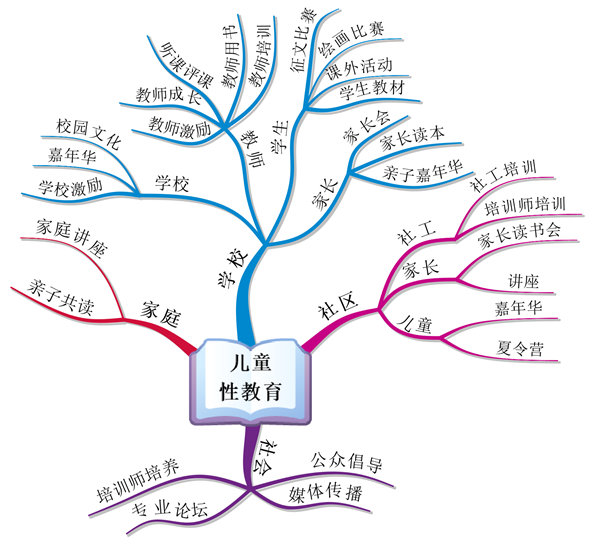 儿童
性教育
学校
学校
校园文化
嘉年华
学校激励
教师
听课评课
教师成长
教师激励
教师用书
教师培训
学生
征文比赛
绘画比赛
课外活动
学生教材
家长
家长会
家长读本
亲子嘉年华
家庭
家庭讲座
亲子共读
社区
社工
社工培训
培训师培训
家长
家长读书会
讲座
儿童
嘉年华
夏令营
社会
培训师培养
专业论坛
公众倡导
媒体传播